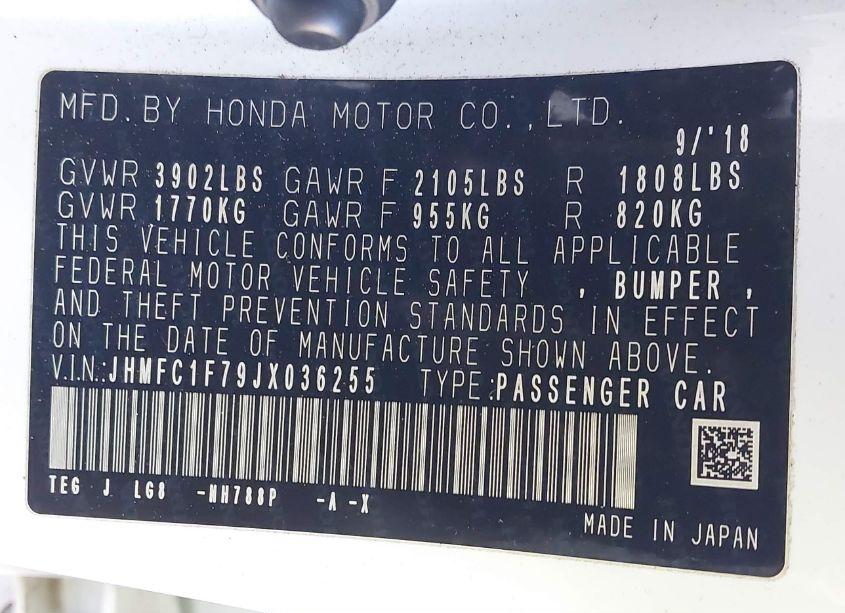 MFD. BY HONDA MOTOR CO., LTD.
9/'18
GVWR 3902LBS GAWR F 2105LBS R 1808LBS
GVWR 1770KG GAWR F 955KG R 820KG
THIS VEHICLE CONFORMS TO ALL APPLICABLE
FEDERAL MOTOR VEHICLE SAFETY , BUMPER ,
AND THEFT PREVENTION STANDARDS IN EFFECT
ON THE DATE OF MANUFACTURE SHOWN ABOVE.
V.I.N.:JHMFC1F79JX036255 TYPE:PASSENGER CAR
TEG J LG8 -NH788P -A -X
MADE IN JAPAN